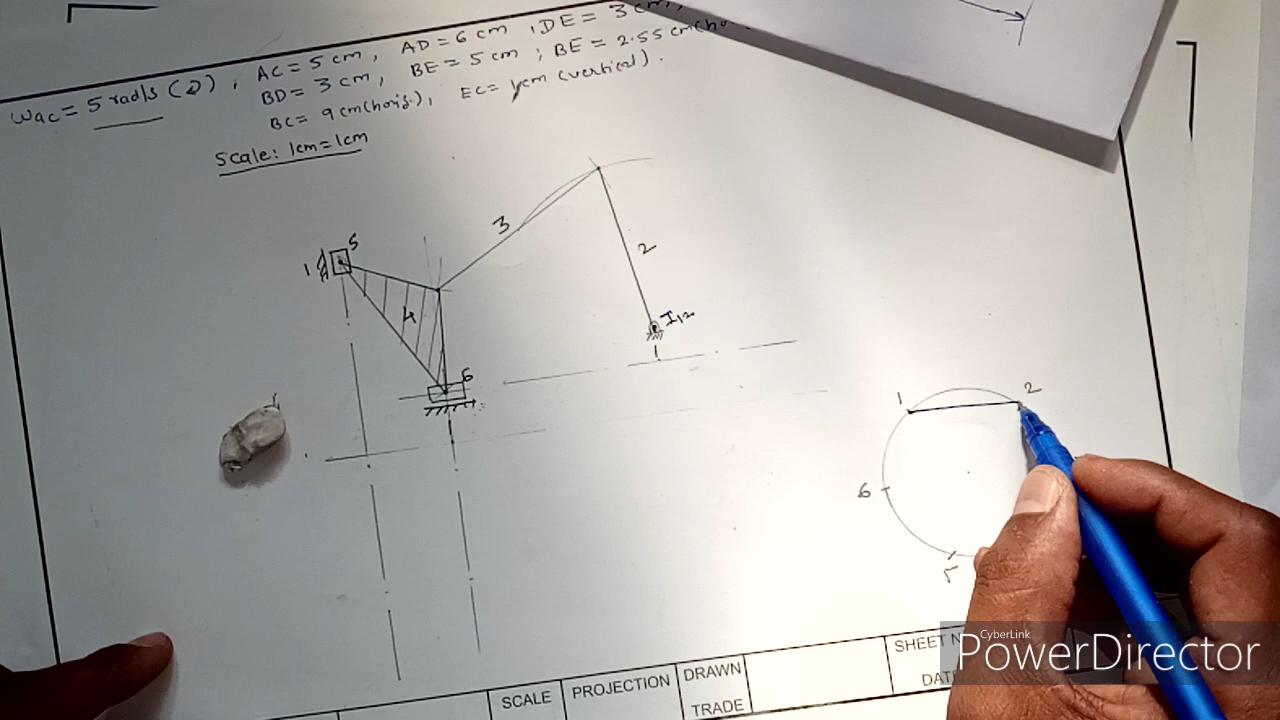 WAC = 5 rad/s (↻), AC = 5 cm, AD = 6 cm, DE = 3 cm,
BD = 3 cm, BE = 5 cm ; BE = 2.55 cm (ho
BC = 9 cm (horiz.), EC = 1 cm (vertical).
Scale: 1cm = 1cm
3
5
1
2
4
I12
1
6
1
2
6
5
SCALE
PROJECTION
DRAWN
TRADE
SHEET N
DAT
CyberLink
PowerDirector